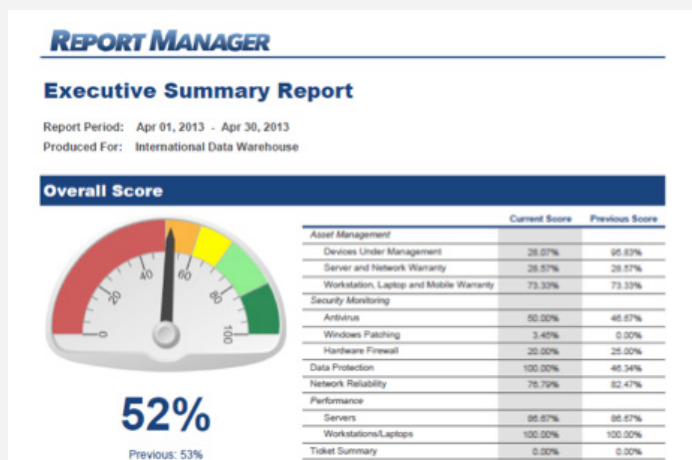 REPORT MANAGER
Executive Summary Report
Report Period: Apr 01, 2013 - Apr 30, 2013
Produced For: International Data Warehouse
Overall Score
Current Score Previous Score
Asset Management
Devices Under Management 28.07% 95.83%
Server and Network Warranty 28.57% 28.57%
Workstation, Laptop and Mobile Warranty 73.33% 73.33%
Security Monitoring
Antivirus 50.00% 46.67%
Windows Patching 3.45% 0.00%
Hardware Firewall 20.00% 25.00%
Data Protection 100.00% 46.34%
Network Reliability 76.79% 82.47%
Performance
Servers 86.67% 86.67%
Workstations/Laptops 100.00% 100.00%
Ticket Summary 0.00% 0.00%
0 20 40 60 80 100
52%
Previous: 53%